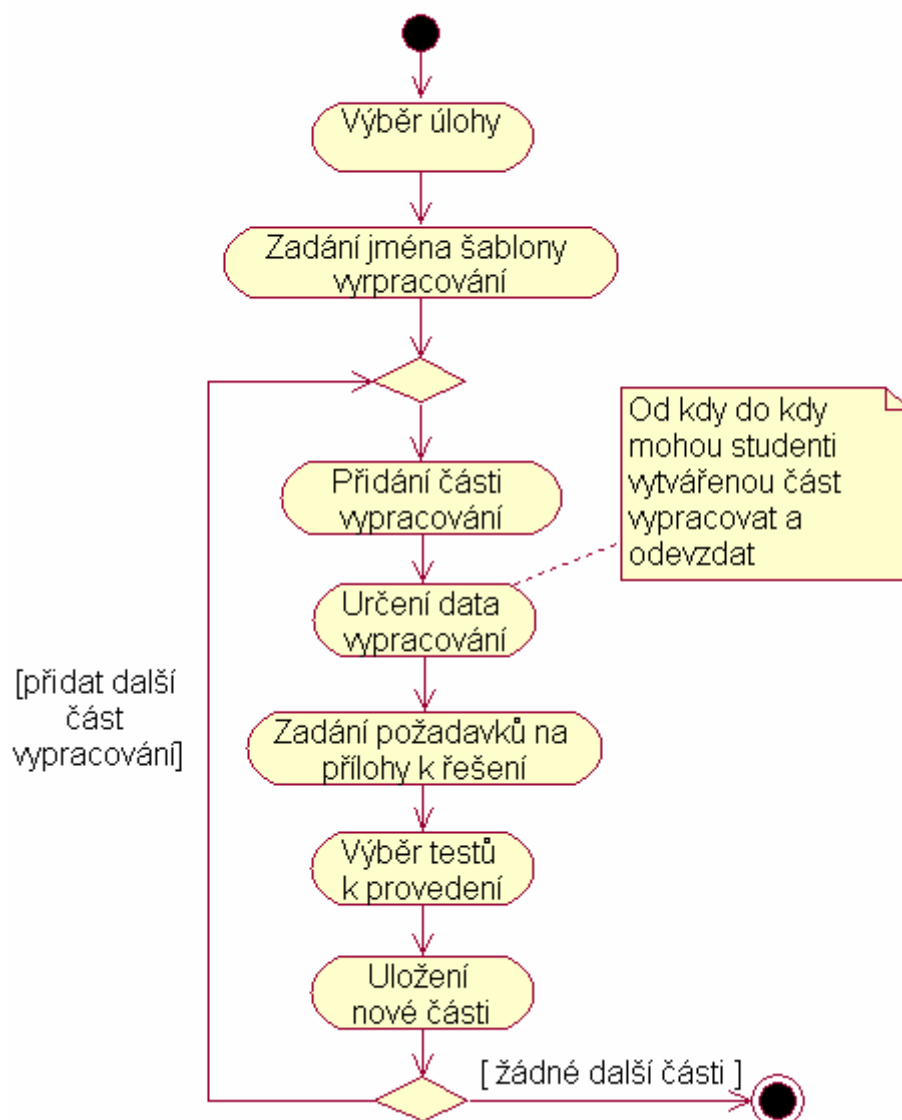 Výběr úlohy
Zadání jména šablony
vyrpracování
Od kdy do kdy
mohou studenti
vytvářenou část
vypracovat a
odevzdat
Přidání části
vypracování
Určení data
vypracování
[přidat další
část
vypracování]
Zadání požadavků na
přílohy k řešení
Výběr testů
k provedení
Uložení
nové části
[ žádné další části ]